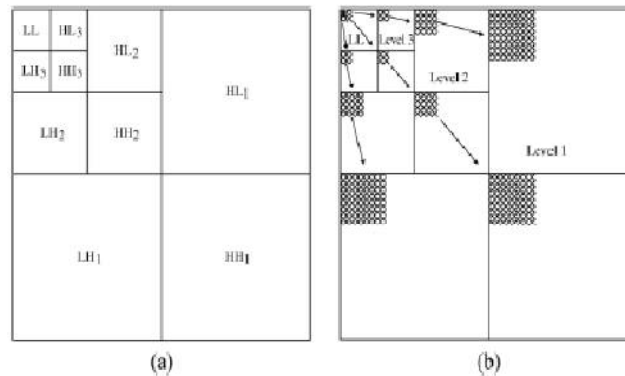 LL HL3
HL2
LH3 HH3
HL1
LH2 HH2
LH1 HH1
(a)
LL Level 3
Level 2
Level 1
(b)